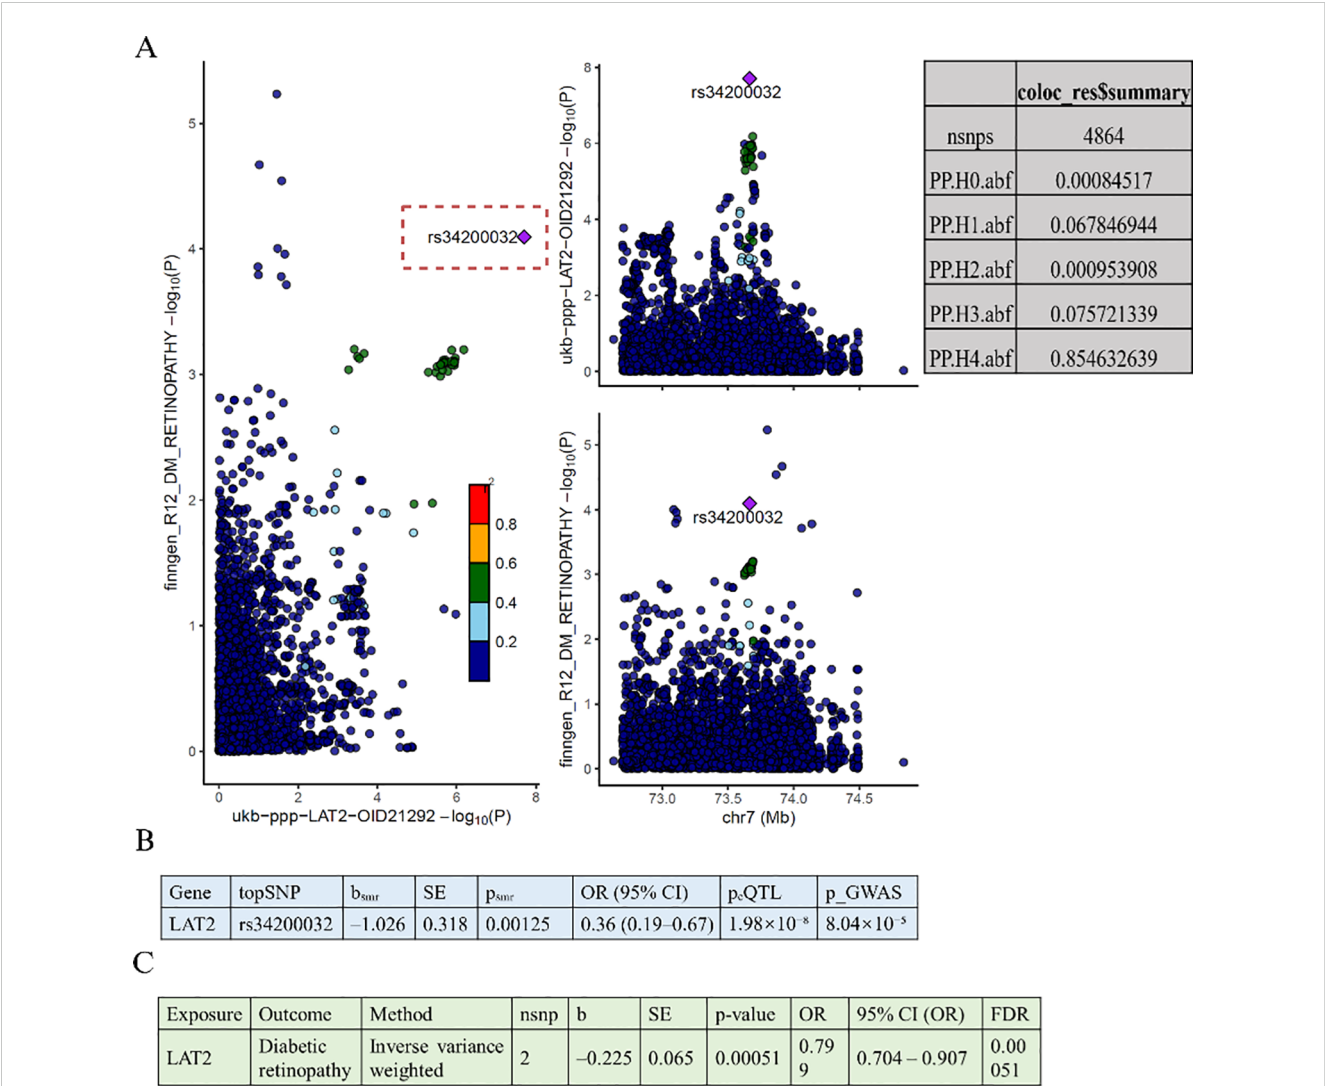 A
finngen_R12_DM_RETINOPATHY −log10(P)
5
4
3
2
1
0
rs34200032
r2
0.8
0.6
0.4
0.2
0 2 4 6 8
ukb−ppp−LAT2−OID21292 −log10(P)
ukb−ppp−LAT2−OID21292 −log10(P)
8
6
4
2
0
rs34200032
finngen_R12_DM_RETINOPATHY −log10(P)
5
4
3
2
1
0
rs34200032
73.0 73.5 74.0 74.5
chr7 (Mb)
coloc_res$summary
nsnps 4864
PP.H0.abf 0.00084517
PP.H1.abf 0.067846944
PP.H2.abf 0.000953908
PP.H3.abf 0.075721339
PP.H4.abf 0.854632639
B
Gene topSNP bsmr SE psmr OR (95% CI) peQTL p_GWAS
LAT2 rs34200032 −1.026 0.318 0.00125 0.36 (0.19–0.67) 1.98×10−8 8.04×10−5
C
Exposure Outcome Method nsnp b SE p-value OR 95% CI (OR) FDR
LAT2 Diabetic retinopathy Inverse variance weighted 2 −0.225 0.065 0.00051 0.799 0.704 – 0.907 0.00051